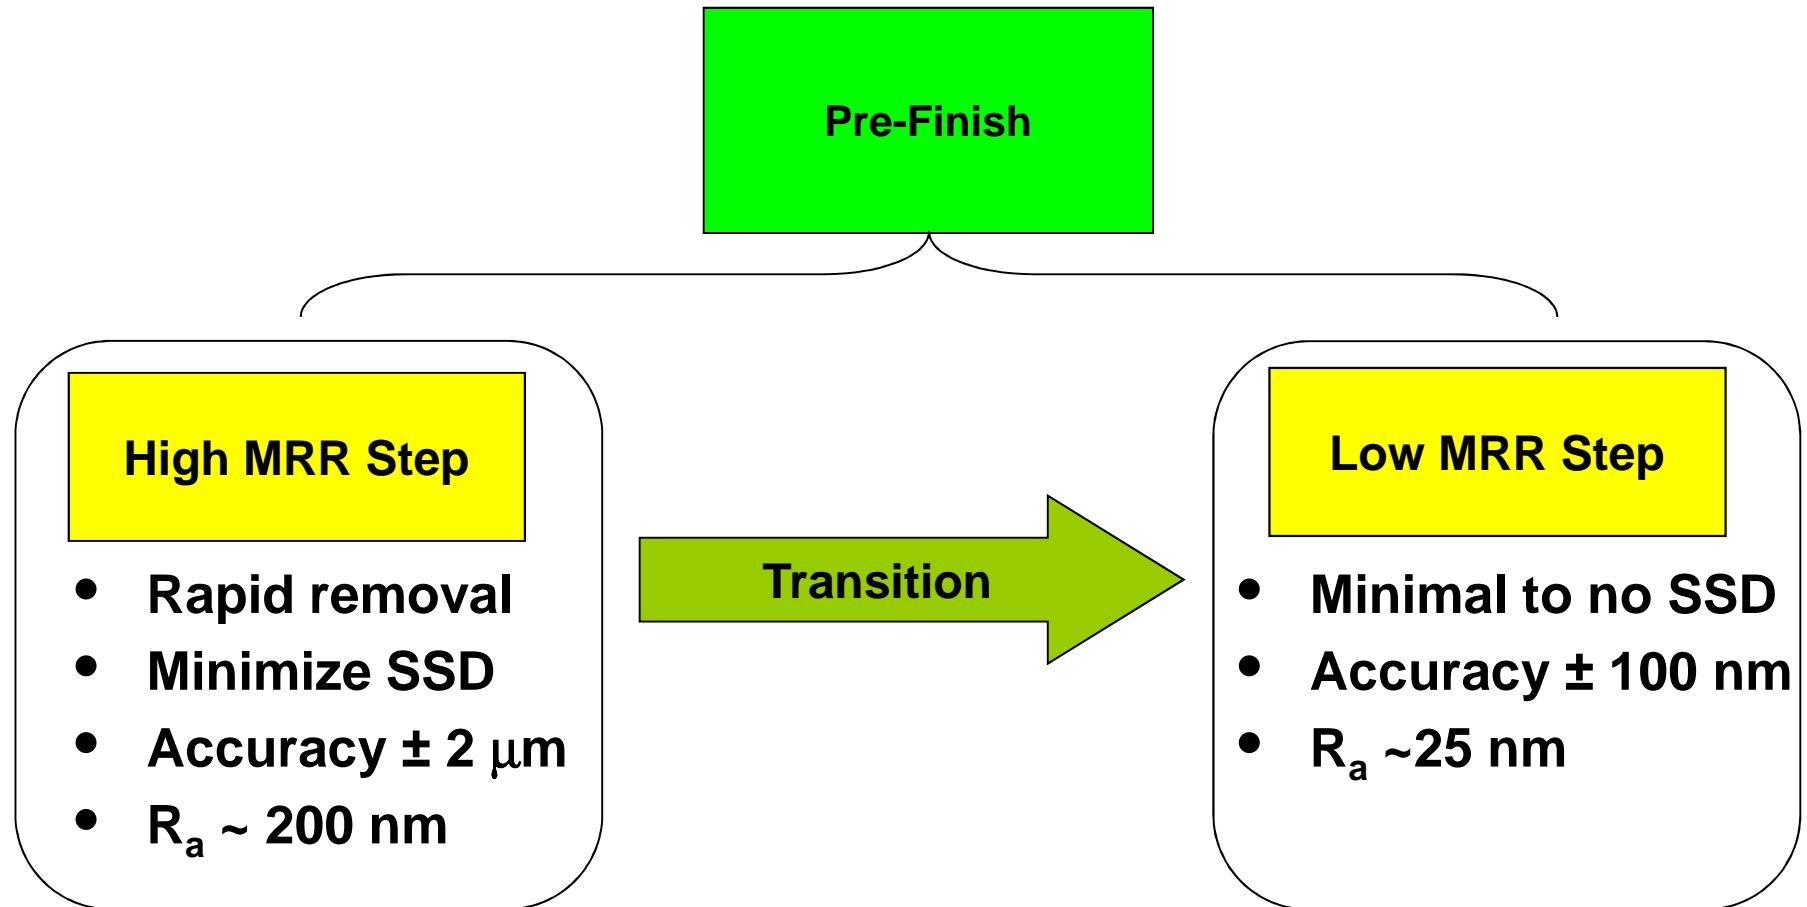 Pre-Finish
High MRR Step
• Rapid removal
• Minimize SSD
• Accuracy ± 2 μm
• Rₐ ~ 200 nm
Transition
Low MRR Step
• Minimal to no SSD
• Accuracy ± 100 nm
• Rₐ ~25 nm